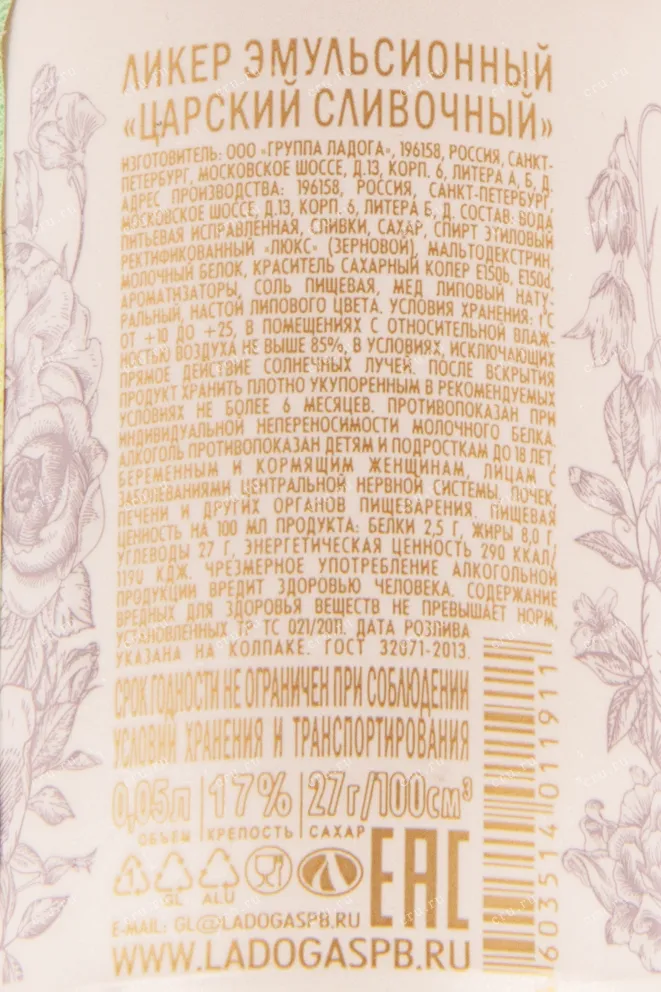 ЛИКЕР ЭМУЛЬСИОННЫЙ
«ЦАРСКИЙ СЛИВОЧНЫЙ»
ИЗГОТОВИТЕЛЬ: ООО «ГРУППА ЛАДОГА», 196158, РОССИЯ, САНКТ-
ПЕТЕРБУРГ, МОСКОВСКОЕ ШОССЕ, Д.13, КОРП. 6, ЛИТЕРА А, Б, Д.
АДРЕС ПРОИЗВОДСТВА: 196158, РОССИЯ, САНКТ-ПЕТЕРБУРГ,
МОСКОВСКОЕ ШОССЕ, Д.13, КОРП. 6, ЛИТЕРА Б, Д. СОСТАВ: ВОДА
ПИТЬЕВАЯ ИСПРАВЛЕННАЯ, СЛИВКИ, САХАР, СПИРТ ЭТИЛОВЫЙ
РЕКТИФИКОВАННЫЙ «ЛЮКС» (ЗЕРНОВОЙ), МАЛЬТОДЕКСТРИН,
МОЛОЧНЫЙ БЕЛОК, КРАСИТЕЛЬ САХАРНЫЙ КОЛЕР Е150b, Е150d,
АРОМАТИЗАТОРЫ, СОЛЬ ПИЩЕВАЯ, МЕД ЛИПОВЫЙ НАТУ-
РАЛЬНЫЙ, НАСТОЙ ЛИПОВОГО ЦВЕТА. УСЛОВИЯ ХРАНЕНИЯ: t°C
ОТ +10 ДО +25, В ПОМЕЩЕНИЯХ С ОТНОСИТЕЛЬНОЙ ВЛАЖ-
НОСТЬЮ ВОЗДУХА НЕ ВЫШЕ 85%, В УСЛОВИЯХ, ИСКЛЮЧАЮЩИХ
ПРЯМОЕ ДЕЙСТВИЕ СОЛНЕЧНЫХ ЛУЧЕЙ. ПОСЛЕ ВСКРЫТИЯ
ПРОДУКТ ХРАНИТЬ ПЛОТНО УКУПОРЕННЫМ В РЕКОМЕНДУЕМЫХ
УСЛОВИЯХ НЕ БОЛЕЕ 6 МЕСЯЦЕВ. ПРОТИВОПОКАЗАН ПРИ
ИНДИВИДУАЛЬНОЙ НЕПЕРЕНОСИМОСТИ МОЛОЧНОГО БЕЛКА.
АЛКОГОЛЬ ПРОТИВОПОКАЗАН ДЕТЯМ И ПОДРОСТКАМ ДО 18 ЛЕТ,
БЕРЕМЕННЫМ И КОРМЯЩИМ ЖЕНЩИНАМ, ЛИЦАМ С
ЗАБОЛЕВАНИЯМИ ЦЕНТРАЛЬНОЙ НЕРВНОЙ СИСТЕМЫ, ПОЧЕК,
ПЕЧЕНИ И ДРУГИХ ОРГАНОВ ПИЩЕВАРЕНИЯ. ПИЩЕВАЯ
ЦЕННОСТЬ НА 100 МЛ ПРОДУКТА: БЕЛКИ 2,5 Г, ЖИРЫ 8,0 Г,
УГЛЕВОДЫ 27 Г, ЭНЕРГЕТИЧЕСКАЯ ЦЕННОСТЬ 290 ККАЛ/
1190 КДЖ. ЧРЕЗМЕРНОЕ УПОТРЕБЛЕНИЕ АЛКОГОЛЬНОЙ
ПРОДУКЦИИ ВРЕДИТ ЗДОРОВЬЮ ЧЕЛОВЕКА. СОДЕРЖАНИЕ
ВРЕДНЫХ ДЛЯ ЗДОРОВЬЯ ВЕЩЕСТВ НЕ ПРЕВЫШАЕТ НОРМ,
УСТАНОВЛЕННЫХ ТР ТС 021/2011. ДАТА РОЗЛИВА
УКАЗАНА НА КОЛПАКЕ. ГОСТ 32071-2013.
СРОК ГОДНОСТИ НЕ ОГРАНИЧЕН ПРИ СОБЛЮДЕНИИ
УСЛОВИЙ ХРАНЕНИЯ И ТРАНСПОРТИРОВАНИЯ
0,05л 17% 27г/100см³
ОБЪЕМ КРЕПОСТЬ САХАР
GL ALU
EAC
E-MAIL: GL@LADOGASPB.RU
WWW.LADOGASPB.RU
603514 011911